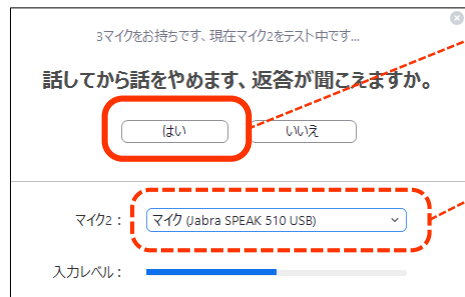 3マイクをお持ちです、現在マイク2をテスト中です...
話してから話をやめます、返答が聞こえますか。
はい
いいえ
マイク2：
マイク (Jabra SPEAK 510 USB)
入力レベル：